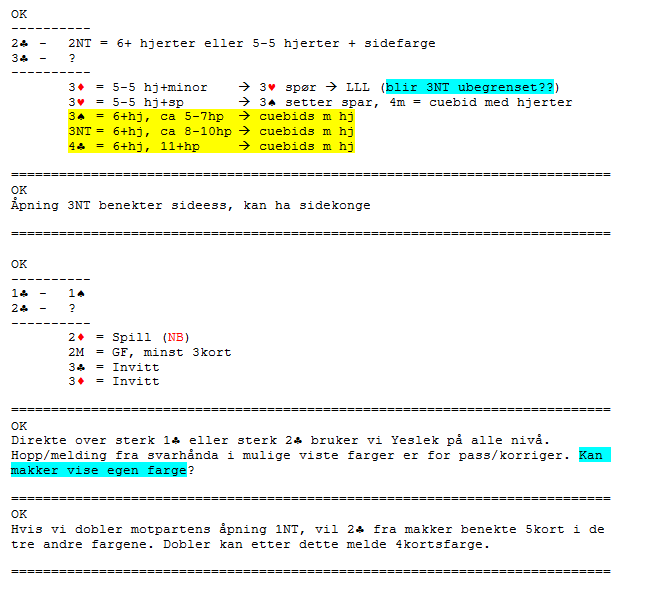 OK
----------
2♣ -  2NT = 6+ hjerter eller 5-5 hjerter + sidefarge
3♣ -  ?
----------
3♦ = 5-5 hj+minor → 3♥ spør → LLL (blir 3NT ubegrenset??)
3♥ = 5-5 hj+sp → 3♠ setter spar, 4m = cuebid med hjerter
3♠ = 6+hj, ca 5-7hp → cuebids m hj
3NT = 6+hj, ca 8-10hp → cuebids m hj
4♣ = 6+hj, 11+hp → cuebids m hj
===========================================================================
OK
Åpning 3NT benekter sideess, kan ha sidekonge
===========================================================================
OK
----------
1♣ -  1♠
2♣ -  ?
----------
2♦ = Spill (NB)
2M = GF, minst 3kort
3♣ = Invitt
3♦ = Invitt
===========================================================================
OK
Direkte over sterk 1♣ eller sterk 2♣ bruker vi Yeslek på alle nivå.
Hopp/melding fra svarhånda i mulige viste farger er for pass/korriger. Kan
makker vise egen farge?
===========================================================================
OK
Hvis vi dobler motpartens åpning 1NT, vil 2♣ fra makker benekte 5kort i de
tre andre fargene. Dobler kan etter dette melde 4kortsfarge.
===========================================================================